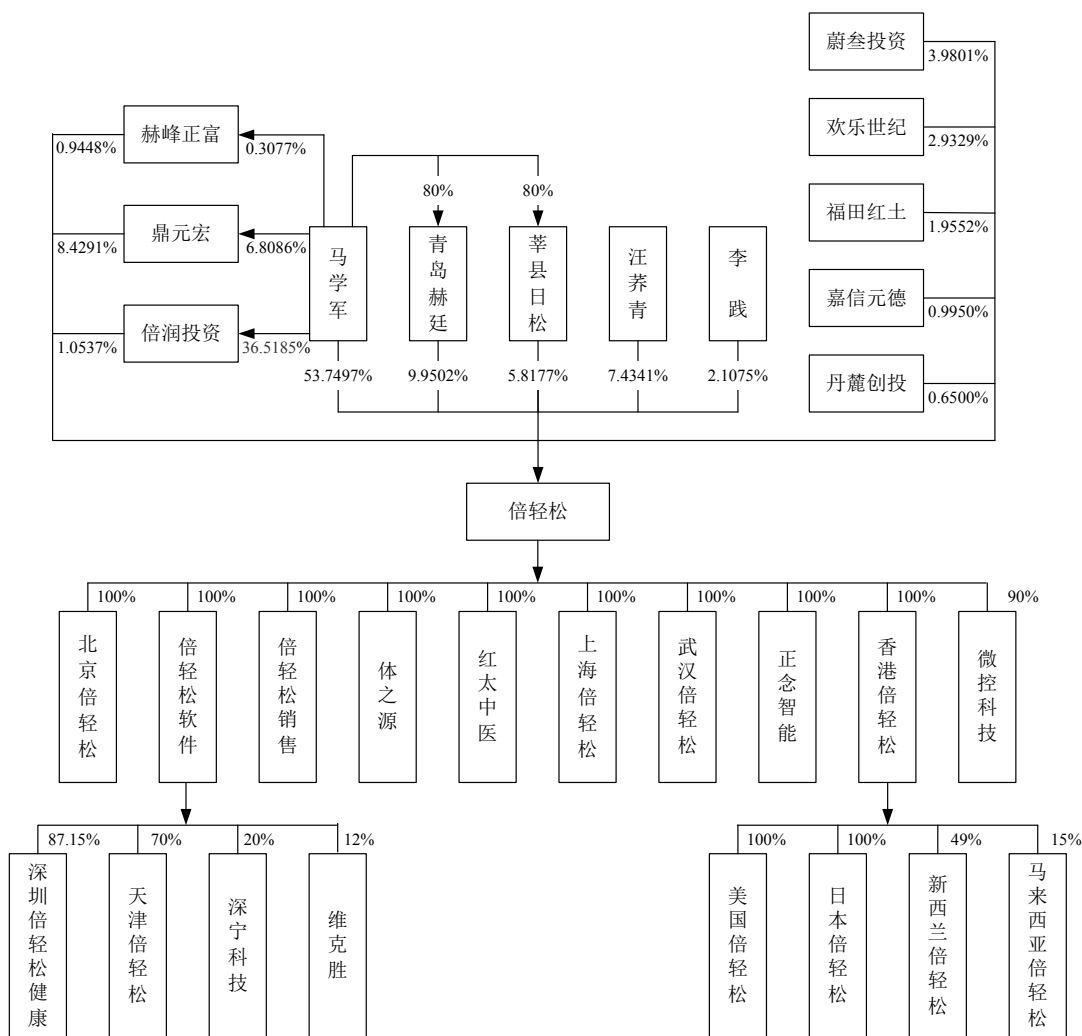 蔚叁投资
3.9801%
赫峰正富
0.9448%
0.3077%
欢乐世纪
2.9329%
80%
80%
鼎元宏
8.4291%
6.8086%
马学军
青岛赫廷
莘县日松
汪荞青
李践
福田红土
1.9552%
倍润投资
1.0537%
36.5185%
嘉信元德
0.9950%
53.7497%
9.9502%
5.8177%
7.4341%
2.1075%
丹麓创投
0.6500%
倍轻松
100%
100%
100%
100%
100%
100%
100%
100%
100%
90%
北京倍轻松
倍轻松软件
倍轻松销售
体之源
红太中医
上海倍轻松
武汉倍轻松
正念智能
香港倍轻松
微控科技
87.15%
70%
20%
12%
100%
100%
49%
15%
深圳倍轻松健康
天津倍轻松
深宁科技
维克胜
美国倍轻松
日本倍轻松
新西兰倍轻松
马来西亚倍轻松